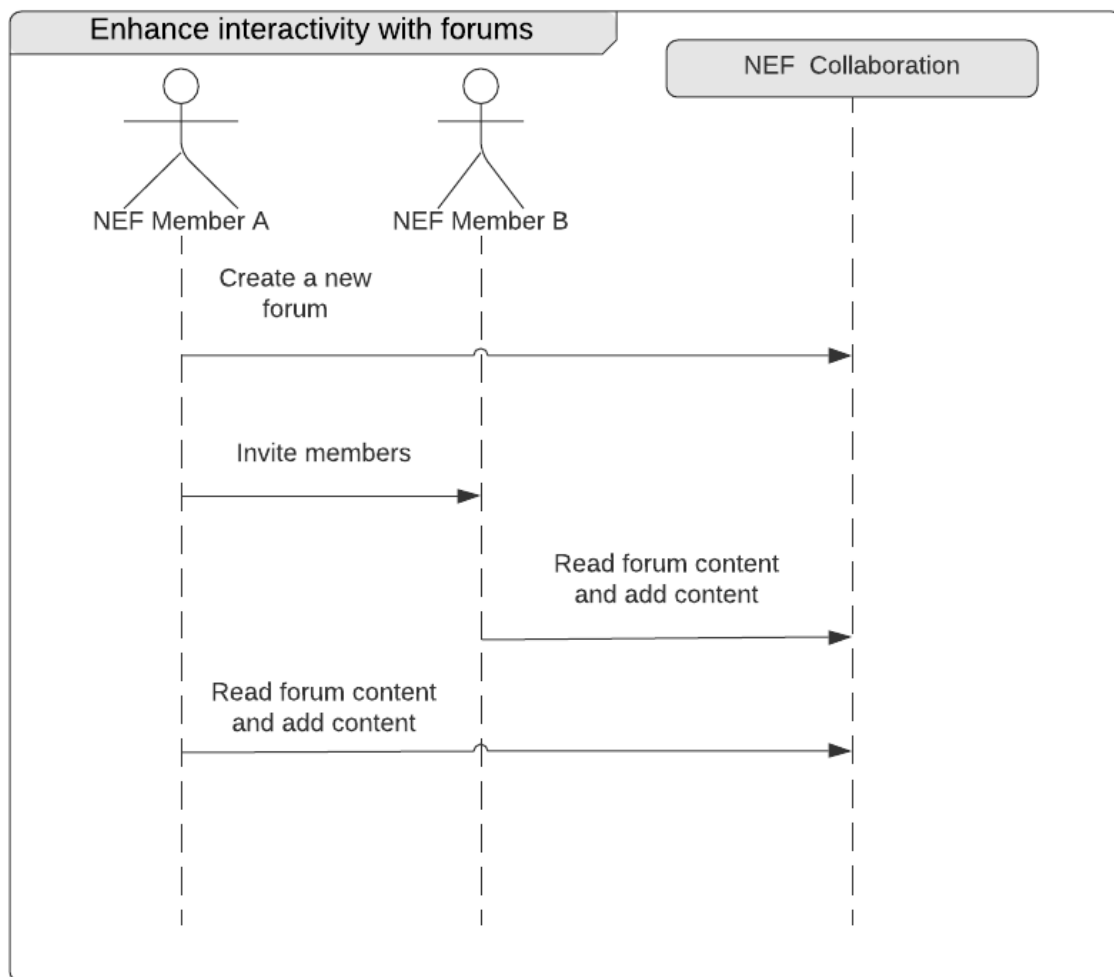 Enhance interactivity with forums
NEF Collaboration
NEF Member A
NEF Member B
Create a new
forum
Invite members
Read forum content
and add content
Read forum content
and add content